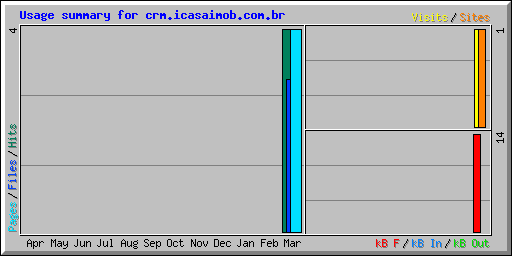 Usage summary for crm.icasaimob.com.br
Visits/Sites
4
1
14
Pages/Files/Hits
Apr May Jun Jul Aug Sep Oct Nov Dec Jan Feb Mar
kB F/kB In/kB Out